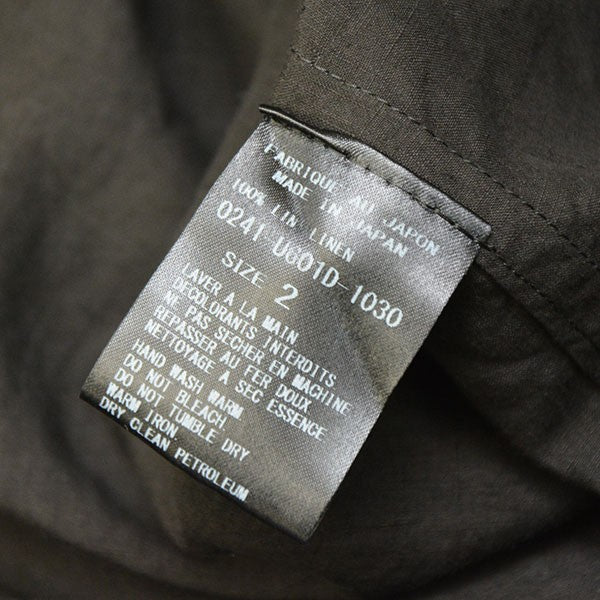 FABRIQUE AU JAPON
MADE IN JAPAN
100% LIN LINEN
0241 UG01D-1030
SIZE 2
LAVER A LA MAIN
DECOLORANTS INTERDITS
NE PAS SECHER EN MACHINE
REPASSER AU FER DOUX
NETTOYAGE A SEC ESSENCE
HAND WASH WARM
DO NOT BLEACH
DO NOT TUMBLE DRY
WARM IRON
DRY CLEAN PETROLEUM